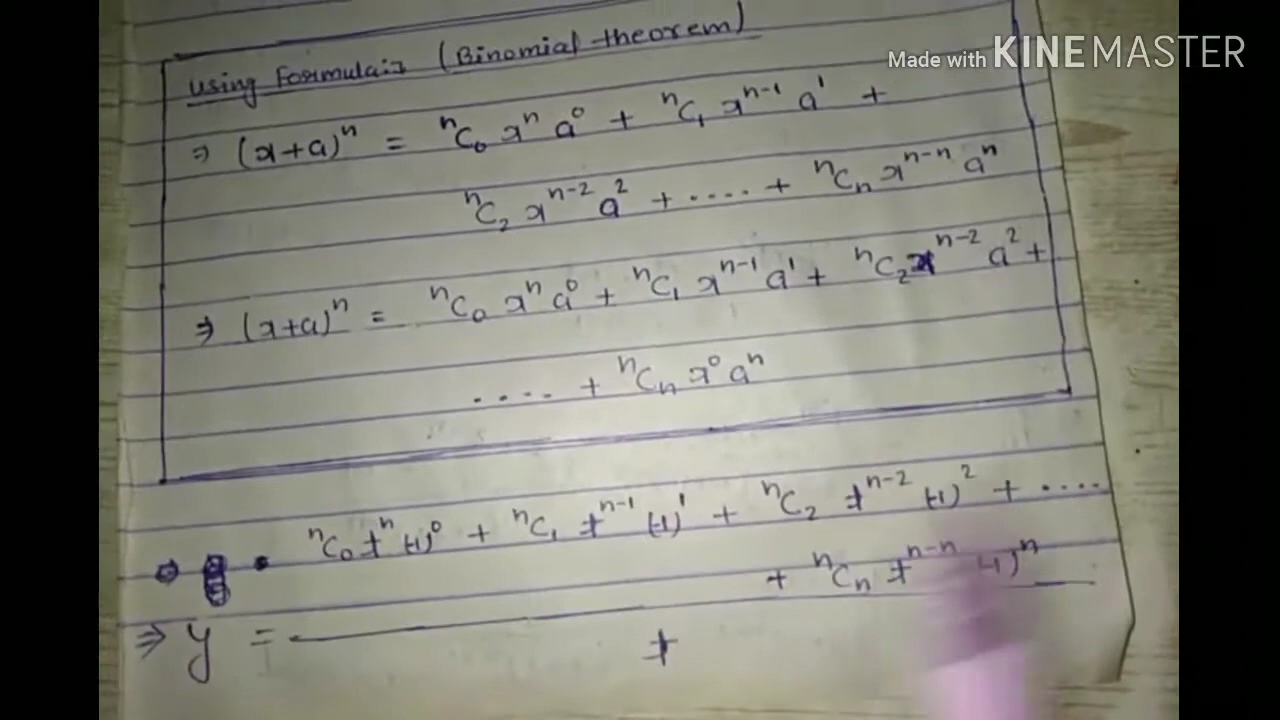 Made with KINEMASTER
Using Formula:- (Binomial theorem)
⇒ (x+a)ⁿ = ⁿC₀ xⁿ a⁰ + ⁿC₁ xⁿ⁻¹ a¹ +
ⁿC₂ xⁿ⁻² a² + ..... + ⁿCₙ xⁿ⁻ⁿ aⁿ
⇒ (x+a)ⁿ = ⁿC₀ xⁿ a⁰ + ⁿC₁ xⁿ⁻¹ a¹ + ⁿC₂ xⁿ⁻² a² +
.... + ⁿCₙ x⁰ aⁿ
⇒ ⁿC₀ tⁿ (-1)⁰ + ⁿC₁ tⁿ⁻¹ (-1)¹ + ⁿC₂ tⁿ⁻² (-1)² + ....
+ ⁿCₙ tⁿ⁻ⁿ (-1)ⁿ
⇒ y =
t